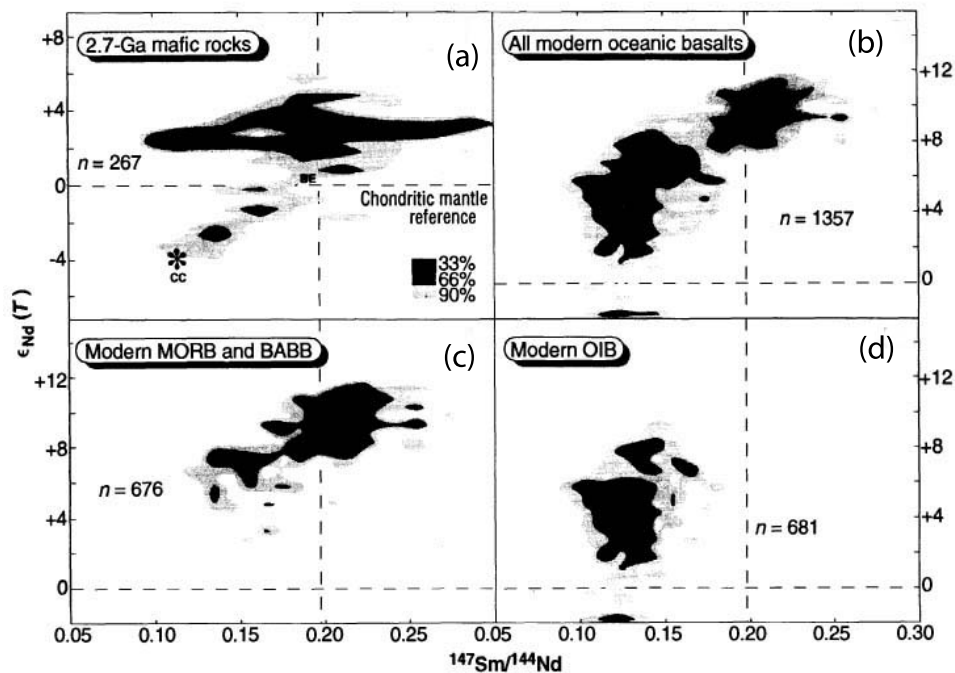 +8
2.7-Ga mafic rocks
(a)
+4
n = 267
0
BE
Chondritic mantle
reference
-4
*
CC
33%
66%
90%
All modern oceanic basalts
(b)
+12
+8
+4
n = 1357
0
εNd (T)
Modern MORB and BABB
(c)
+12
+8
n = 676
+4
0
Modern OIB
(d)
+12
+8
+4
n = 681
0
0.05 0.10 0.15 0.20 0.25 0.05 0.10 0.15 0.20 0.25 0.30
¹⁴⁷Sm/¹⁴⁴Nd